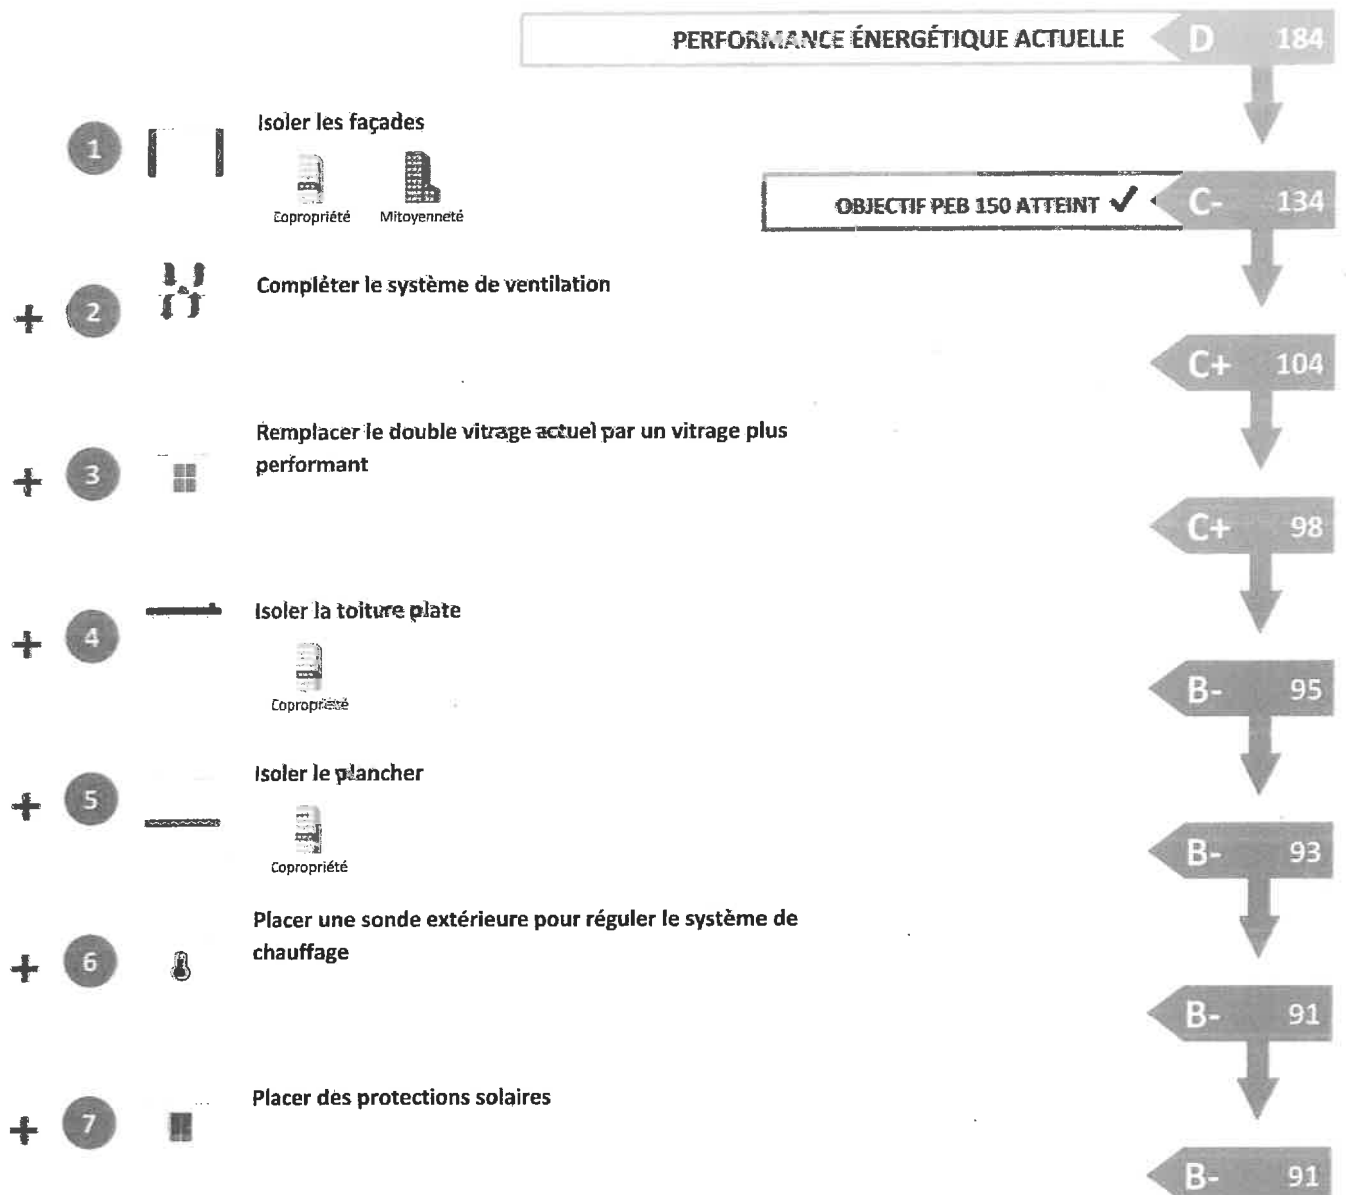 PERFORMANCE ÉNERGÉTIQUE ACTUELLE D 184
1 Isoler les façades
Copropriété Mitoyenneté
OBJECTIF PEB 150 ATTEINT ✓ C- 134
+ 2 Compléter le système de ventilation
C+ 104
+ 3 Remplacer le double vitrage actuel par un vitrage plus
performant
C+ 98
+ 4 Isoler la toiture plate
Copropriété
B- 95
+ 5 Isoler le plancher
Copropriété
B- 93
+ 6 Placer une sonde extérieure pour réguler le système de
chauffage
B- 91
+ 7 Placer des protections solaires
B- 91